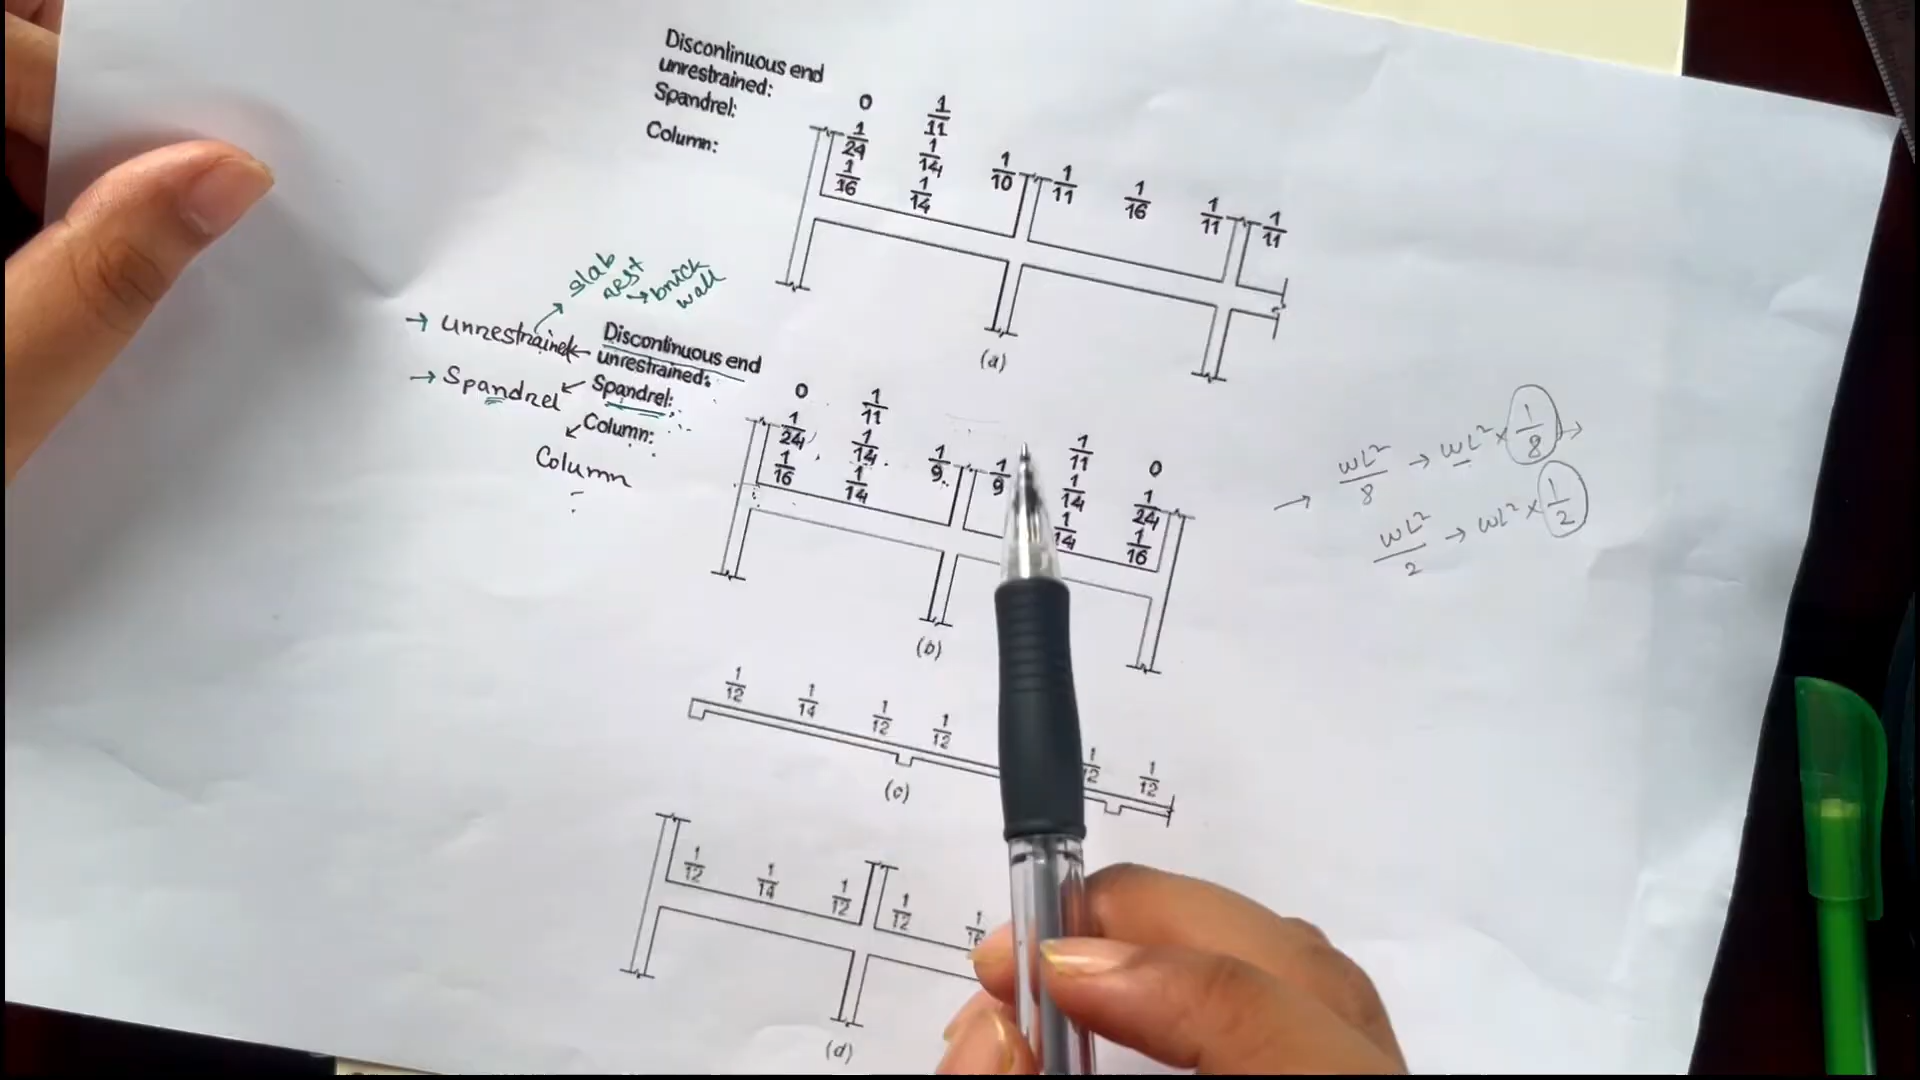 Discontinuous end
unrestrained:
Spandrel:
Column:
0 1/11
1/24 1/14
1/16 1/14 1/10 1/11 1/16 1/11 1/11
(a)
slab
rest
→ brick
wall
→ unrestrained ← Discontinuous end
unrestrained:
→ Spandrel ← Spandrel:
Column:
Column
0 1/11 1/11 0
1/24 1/14 1/9 1/9 1/14 1/24
1/16 1/14 1/14 1/16
(b)
→ wL²/8 → wL² × 1/8 →
wL²/2 → wL² × 1/2
1/12 1/14 1/12 1/12 1/12
(c)
1/12 1/14 1/12 1/12 1/16
(d)